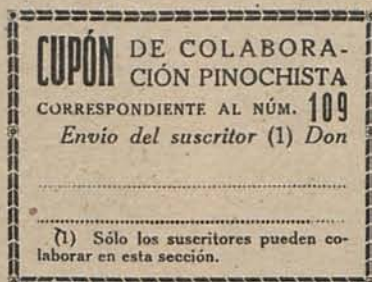 CUPÓN DE COLABORA-
CIÓN PINOCHISTA
CORRESPONDIENTE AL NÚM. 109
Envío del suscritor (1) Don
(1) Sólo los suscritores pueden co-
laborar en esta sección.